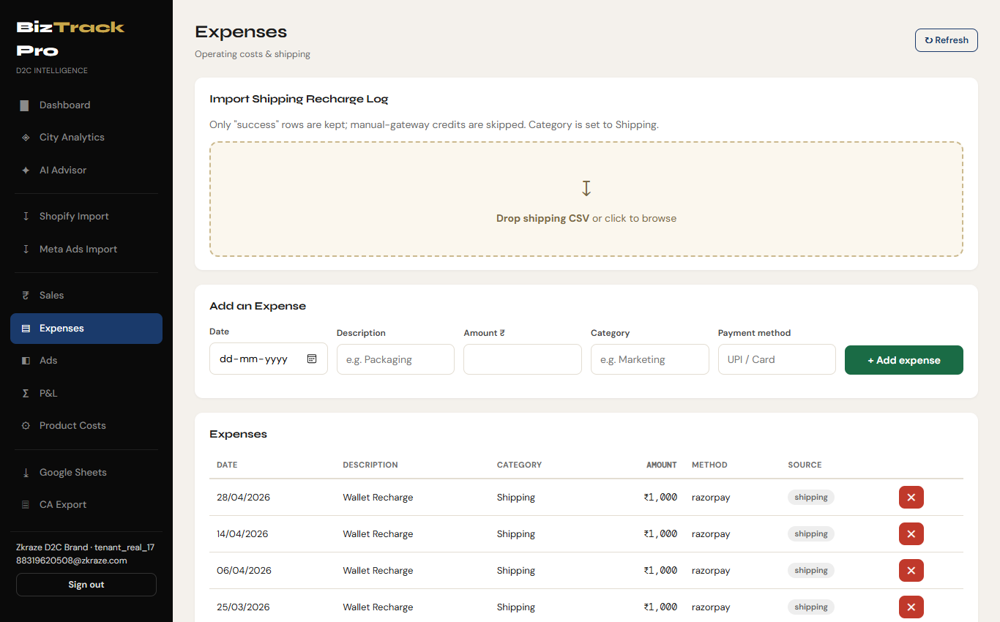 BizTrack
Pro
D2C INTELLIGENCE
Dashboard
City Analytics
AI Advisor
Shopify Import
Meta Ads Import
₹ Sales
Expenses
Ads
Σ P&L
Product Costs
Google Sheets
CA Export
Zkraze D2C Brand · tenant_real_17
88319620508@zkraze.com
Sign out
Expenses
Operating costs & shipping
↻ Refresh
Import Shipping Recharge Log
Only "success" rows are kept; manual-gateway credits are skipped. Category is set to Shipping.
Drop shipping CSV or click to browse
Add an Expense
Date Description Amount ₹ Category Payment method
dd-mm-yyyy e.g. Packaging e.g. Marketing UPI / Card + Add expense
Expenses
DATE DESCRIPTION CATEGORY AMOUNT METHOD SOURCE
28/04/2026 Wallet Recharge Shipping ₹1,000 razorpay shipping ✕
14/04/2026 Wallet Recharge Shipping ₹1,000 razorpay shipping ✕
06/04/2026 Wallet Recharge Shipping ₹1,000 razorpay shipping ✕
25/03/2026 Wallet Recharge Shipping ₹1,000 razorpay shipping ✕